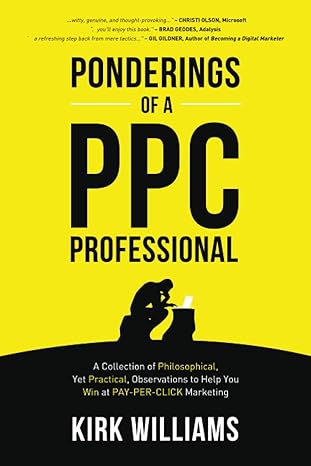 ...witty, genuine, and thought-provoking..." – CHRISTI OLSON, Microsoft
"...you'll enjoy this book." – BRAD GEDDES, Adalysis
"a refreshing step back from mere tactics..." – GIL GILDNER, Author of Becoming a Digital Marketer
PONDERINGS
OF A
PPC
PROFESSIONAL
A Collection of Philosophical,
Yet Practical, Observations to Help You
Win at PAY-PER-CLICK Marketing
KIRK WILLIAMS